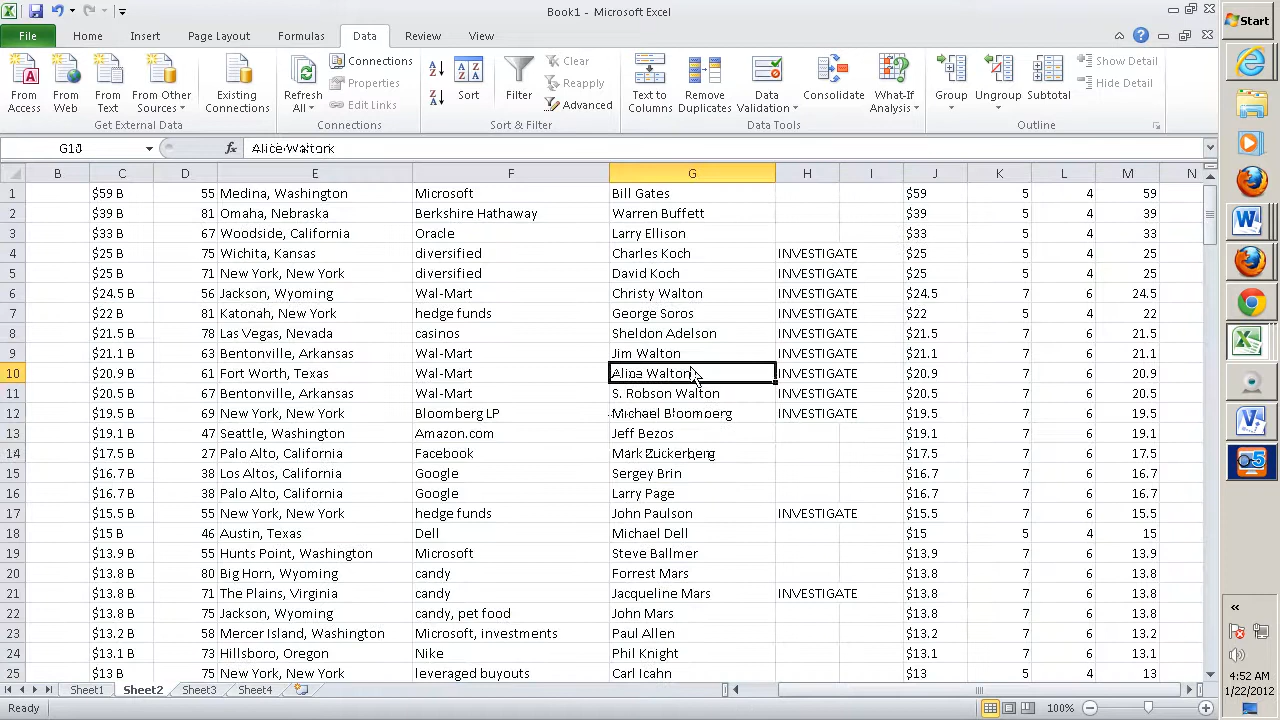 Book1 - Microsoft Excel
File Home Insert Page Layout Formulas Data Review View
From Access
From Web
From Text
From Other Sources
Existing Connections
Get External Data
Refresh All
Connections
Properties
Edit Links
Connections
Sort
Filter
Clear
Reapply
Advanced
Sort & Filter
Text to Columns
Remove Duplicates
Data Validation
Consolidate
What-If Analysis
Data Tools
Group
Ungroup
Subtotal
Show Detail
Hide Detail
Outline
fx
B C D E F G H I J K L M N
1 $59 B 55 Medina, Washington Microsoft Bill Gates $59 5 4 59
2 $39 B 81 Omaha, Nebraska Berkshire Hathaway Warren Buffett $39 5 4 39
3 $33 B 67 Woodside, California Oracle Larry Ellison $33 5 4 33
4 $25 B 75 Wichita, Kansas diversified Charles Koch INVESTIGATE $25 5 4 25
5 $25 B 71 New York, New York diversified David Koch INVESTIGATE $25 5 4 25
6 $24.5 B 56 Jackson, Wyoming Wal-Mart Christy Walton INVESTIGATE $24.5 7 6 24.5
7 $22 B 81 Katonah, New York hedge funds George Soros INVESTIGATE $22 5 4 22
8 $21.5 B 78 Las Vegas, Nevada casinos Sheldon Adelson INVESTIGATE $21.5 7 6 21.5
9 $21.1 B 63 Bentonville, Arkansas Wal-Mart Jim Walton INVESTIGATE $21.1 7 6 21.1
10 $20.9 B 61 Fort Worth, Texas Wal-Mart Alice Walton INVESTIGATE $20.9 7 6 20.9
11 $20.5 B 67 Bentonville, Arkansas Wal-Mart S. Robson Walton INVESTIGATE $20.5 7 6 20.5
12 $19.5 B 69 New York, New York Bloomberg LP Michael Bloomberg INVESTIGATE $19.5 7 6 19.5
13 $19.1 B 47 Seattle, Washington Amazon.com Jeff Bezos $19.1 7 6 19.1
14 $17.5 B 27 Palo Alto, California Facebook Mark Zuckerberg $17.5 7 6 17.5
15 $16.7 B 38 Los Altos, California Google Sergey Brin $16.7 7 6 16.7
16 $16.7 B 38 Palo Alto, California Google Larry Page $16.7 7 6 16.7
17 $15.5 B 55 New York, New York hedge funds John Paulson INVESTIGATE $15.5 7 6 15.5
18 $15 B 46 Austin, Texas Dell Michael Dell $15 5 4 15
19 $13.9 B 55 Hunts Point, Washington Microsoft Steve Ballmer $13.9 7 6 13.9
20 $13.8 B 80 Big Horn, Wyoming candy Forrest Mars $13.8 7 6 13.8
21 $13.8 B 71 The Plains, Virginia candy Jacqueline Mars INVESTIGATE $13.8 7 6 13.8
22 $13.8 B 75 Jackson, Wyoming candy, pet food John Mars $13.8 7 6 13.8
23 $13.2 B 58 Mercer Island, Washington Microsoft, investments Paul Allen $13.2 7 6 13.2
24 $13.1 B 73 Hillsboro, Oregon Nike Phil Knight $13.1 7 6 13.1
25 $13 B 75 New York, New York leveraged buyouts Carl Icahn $13 5 4 13
Sheet1 Sheet2 Sheet3 Sheet4
Ready 100%
Start
4:52 AM
1/22/2012